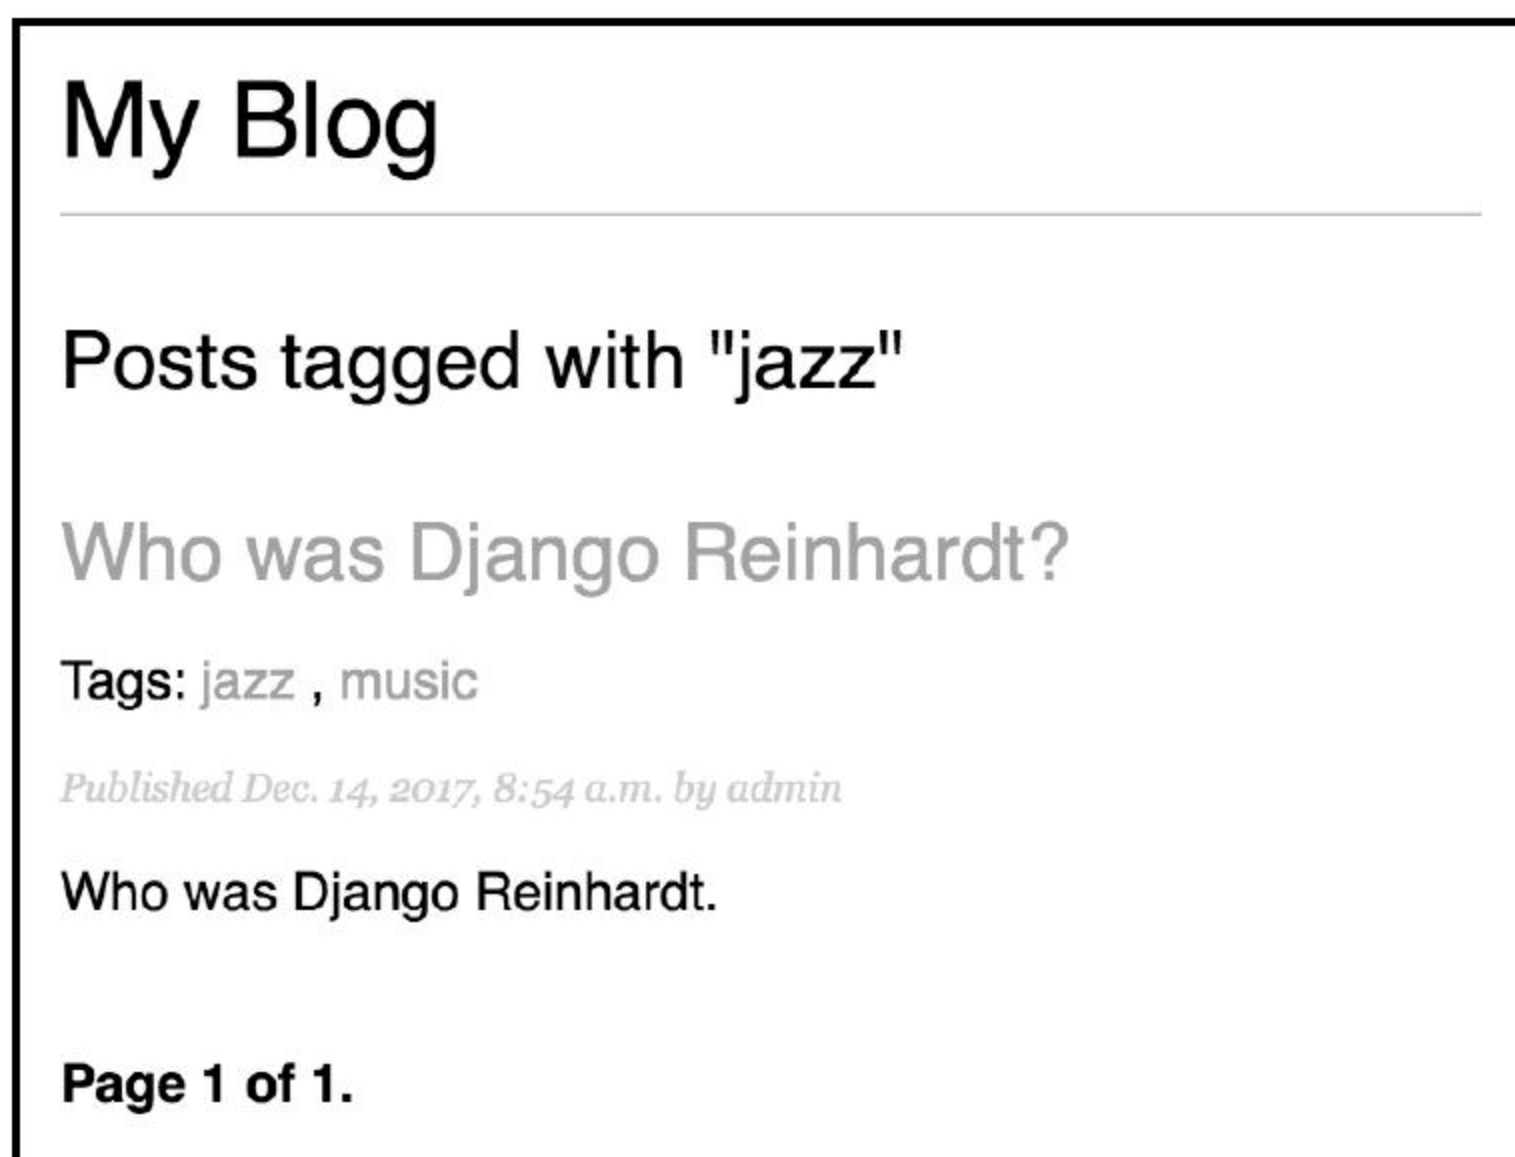 My Blog
Posts tagged with "jazz"
Who was Django Reinhardt?
Tags: jazz , music
Published Dec. 14, 2017, 8:54 a.m. by admin
Who was Django Reinhardt.
Page 1 of 1.